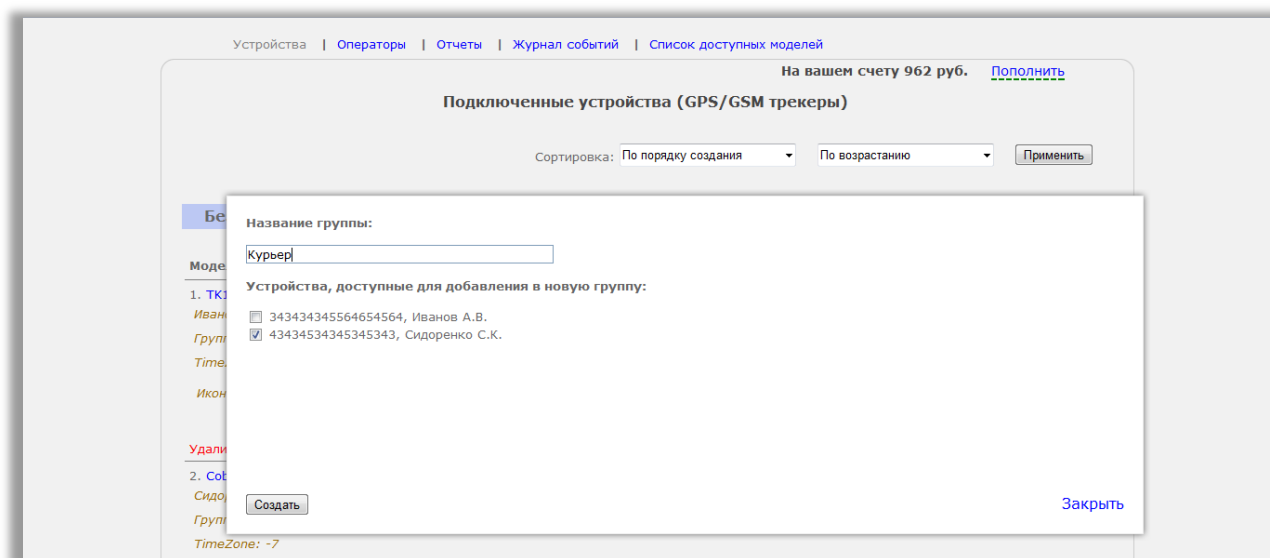 Устройства | Операторы | Отчеты | Журнал событий | Список доступных моделей
На вашем счету 962 руб. Пополнить
Подключенные устройства (GPS/GSM трекеры)
Сортировка: По порядку создания По возрастанию Применить
Название группы:
Курьер
Устройства, доступные для добавления в новую группу:
1.
343434345564654564, Иванов А.В.
43434534345345343, Сидоренко С.К.
2.
Создать Закрыть
TimeZone: -7